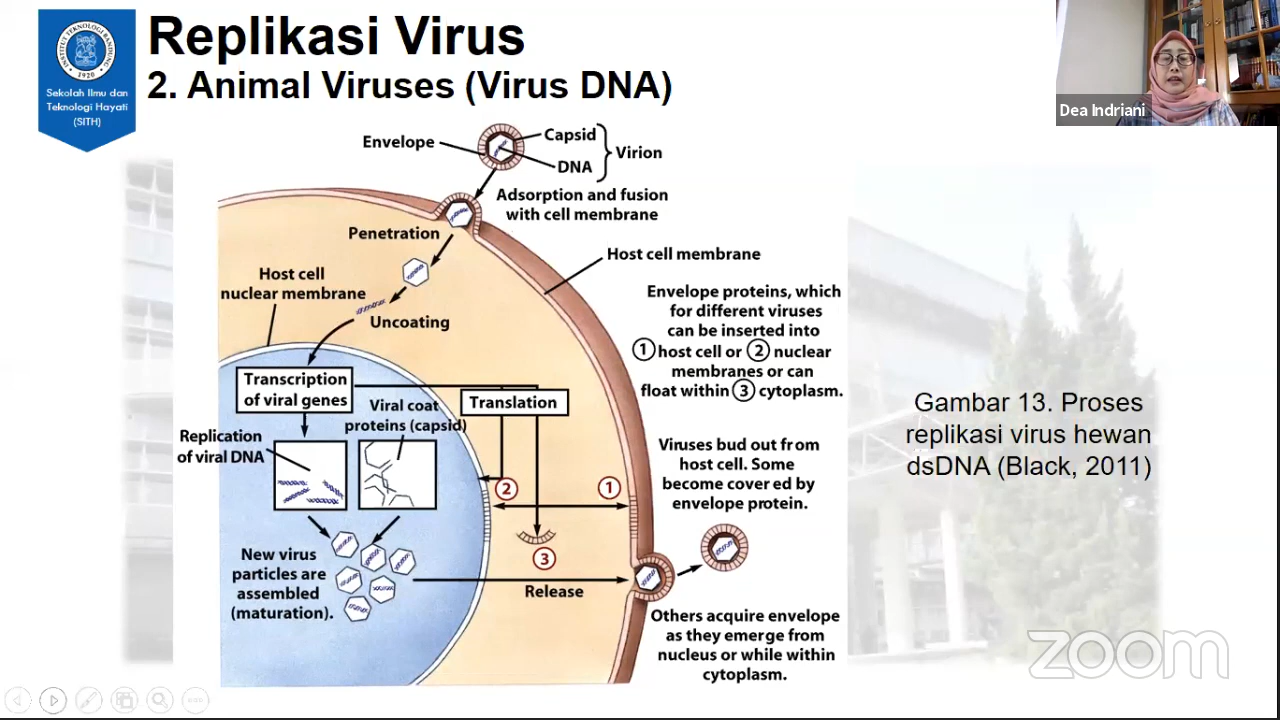 Replikasi Virus
2. Animal Viruses (Virus DNA)
INSTITUT TEKNOLOGI BANDUNG
1920
Sekolah Ilmu dan
Teknologi Hayati
(SITH)
Dea Indriani
Envelope
Capsid
DNA
Virion
Adsorption and fusion
with cell membrane
Penetration
Host cell membrane
Host cell
nuclear membrane
Uncoating
Envelope proteins, which
for different viruses
can be inserted into
1 host cell or 2 nuclear
membranes or can
float within 3 cytoplasm.
Transcription
of viral genes
Translation
Viral coat
proteins (capsid)
Replication
of viral DNA
Viruses bud out from
host cell. Some
become covered by
envelope protein.
2
1
3
New virus
particles are
assembled
(maturation).
Release
Others acquire envelope
as they emerge from
nucleus or while within
cytoplasm.
Gambar 13. Proses
replikasi virus hewan
dsDNA (Black, 2011)
zoom